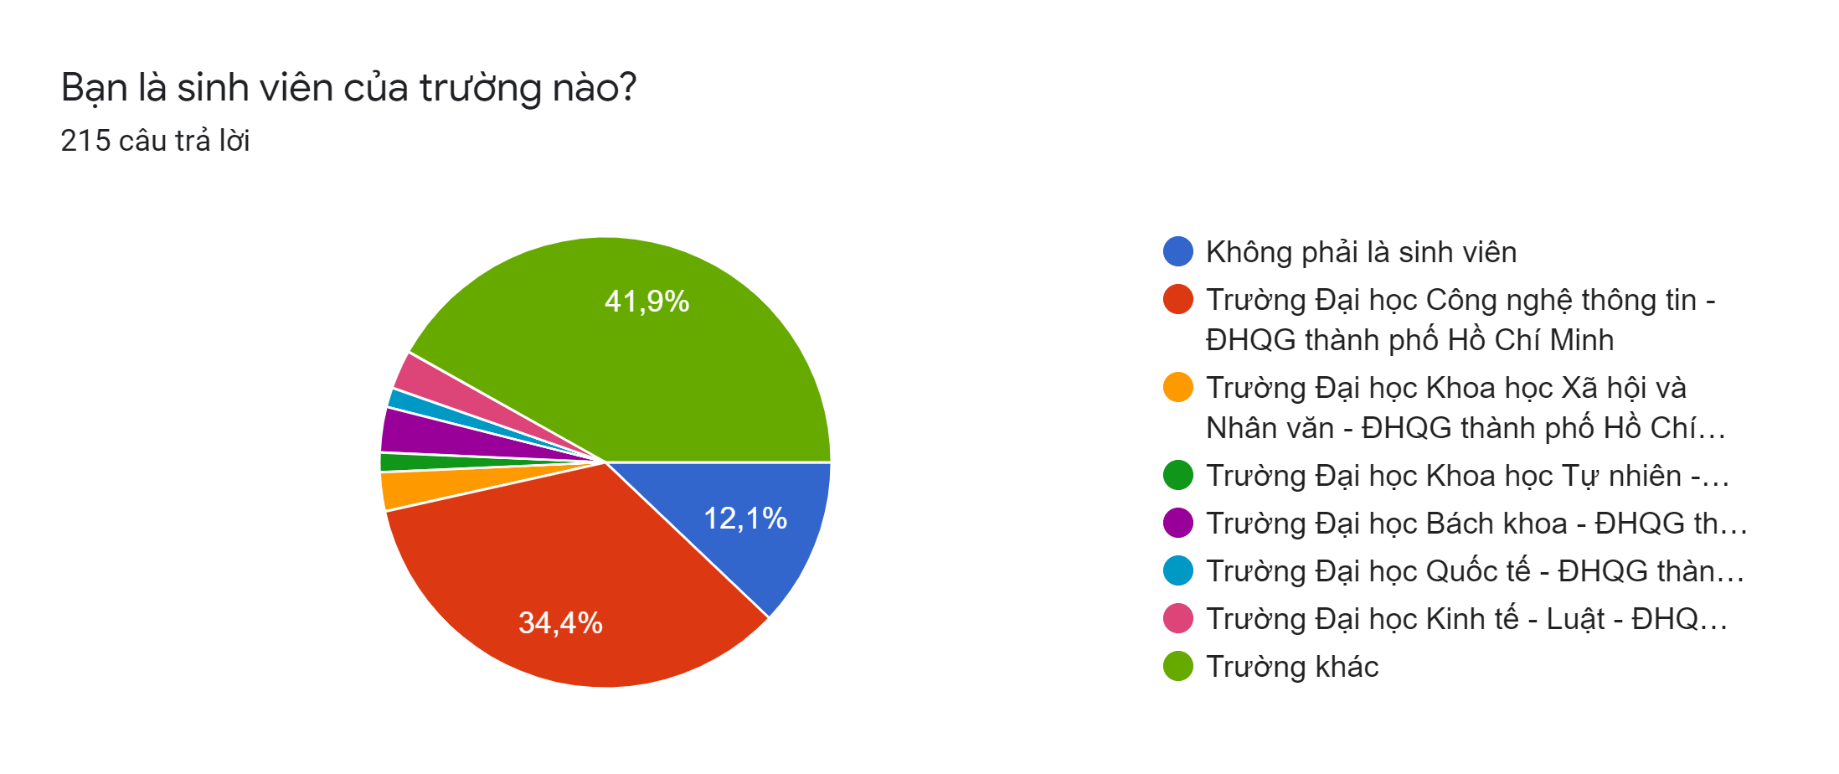 Bạn là sinh viên của trường nào?
215 câu trả lời
41,9%
12,1%
34,4%
Không phải là sinh viên
Trường Đại học Công nghệ thông tin -
ĐHQG thành phố Hồ Chí Minh
Trường Đại học Khoa học Xã hội và
Nhân văn - ĐHQG thành phố Hồ Chí…
Trường Đại học Khoa học Tự nhiên -…
Trường Đại học Bách khoa - ĐHQG th…
Trường Đại học Quốc tế - ĐHQG thàn…
Trường Đại học Kinh tế - Luật - ĐHQ…
Trường khác